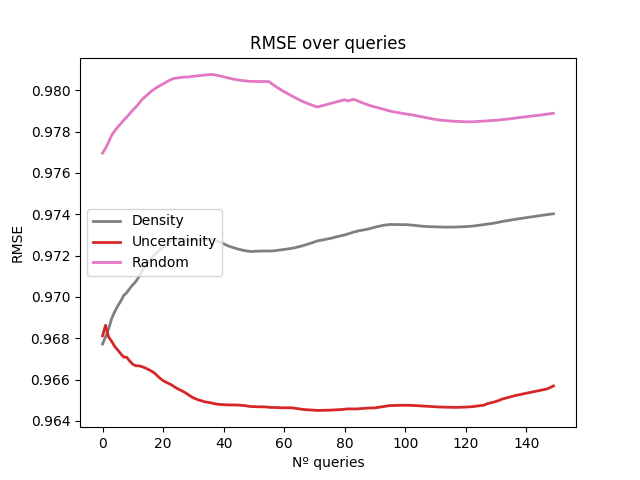 RMSE over queries
RMSE
0.980
0.978
0.976
0.974
0.972
0.970
0.968
0.966
0.964
Density
Uncertainity
Random
0 20 40 60 80 100 120 140
Nº queries